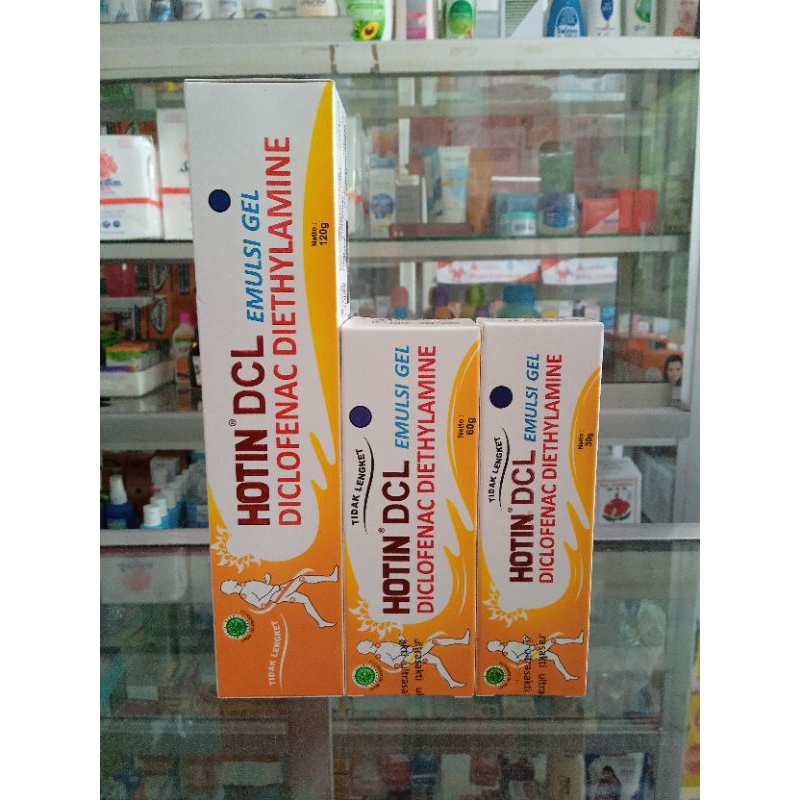 HOTIN® DCL EMULSI GEL
DICLOFENAC DIETHYLAMINE
Netto :
120g
TIDAK LENGKET
TIDAK LENGKET
HOTIN® DCL EMULSI GEL
DICLOFENAC DIETHYLAMINE
Netto :
60g
TIDAK LENGKET
HOTIN® DCL EMULSI GEL
DICLOFENAC DIETHYLAMINE
Netto :
30g